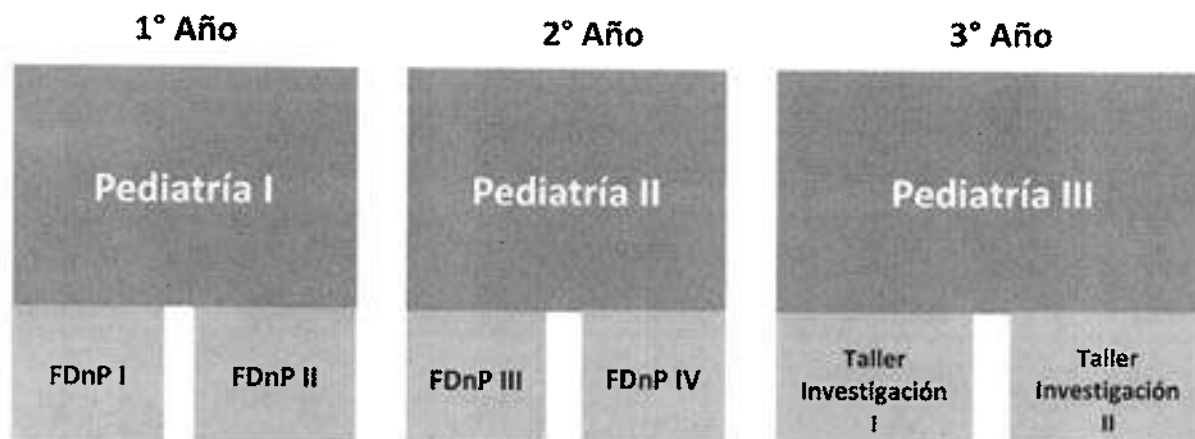 1° Año
2° Año
3° Año
Pediatría I
Pediatría II
Pediatría III
FDnP I
FDnP II
FDnP III
FDnP IV
Taller
Investigación
I
Taller
Investigación
II